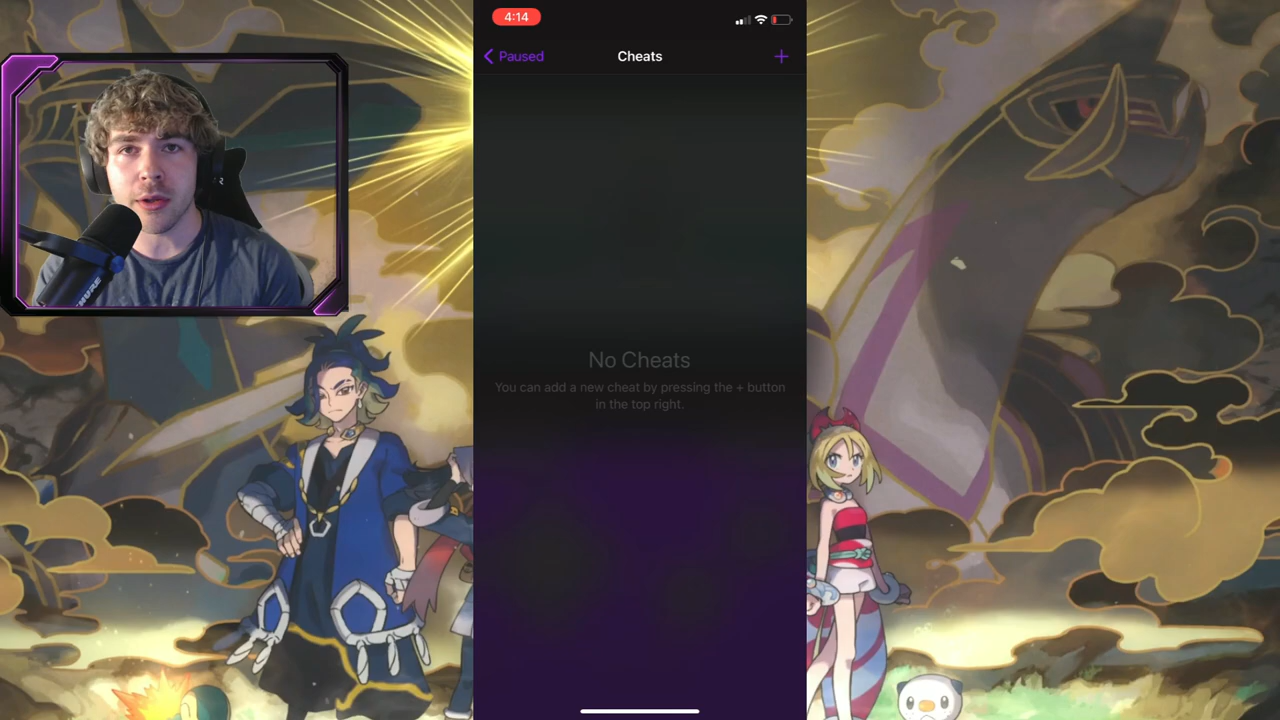 4:14
Paused
Cheats
+
No Cheats
You can add a new cheat by pressing the + button
in the top right.